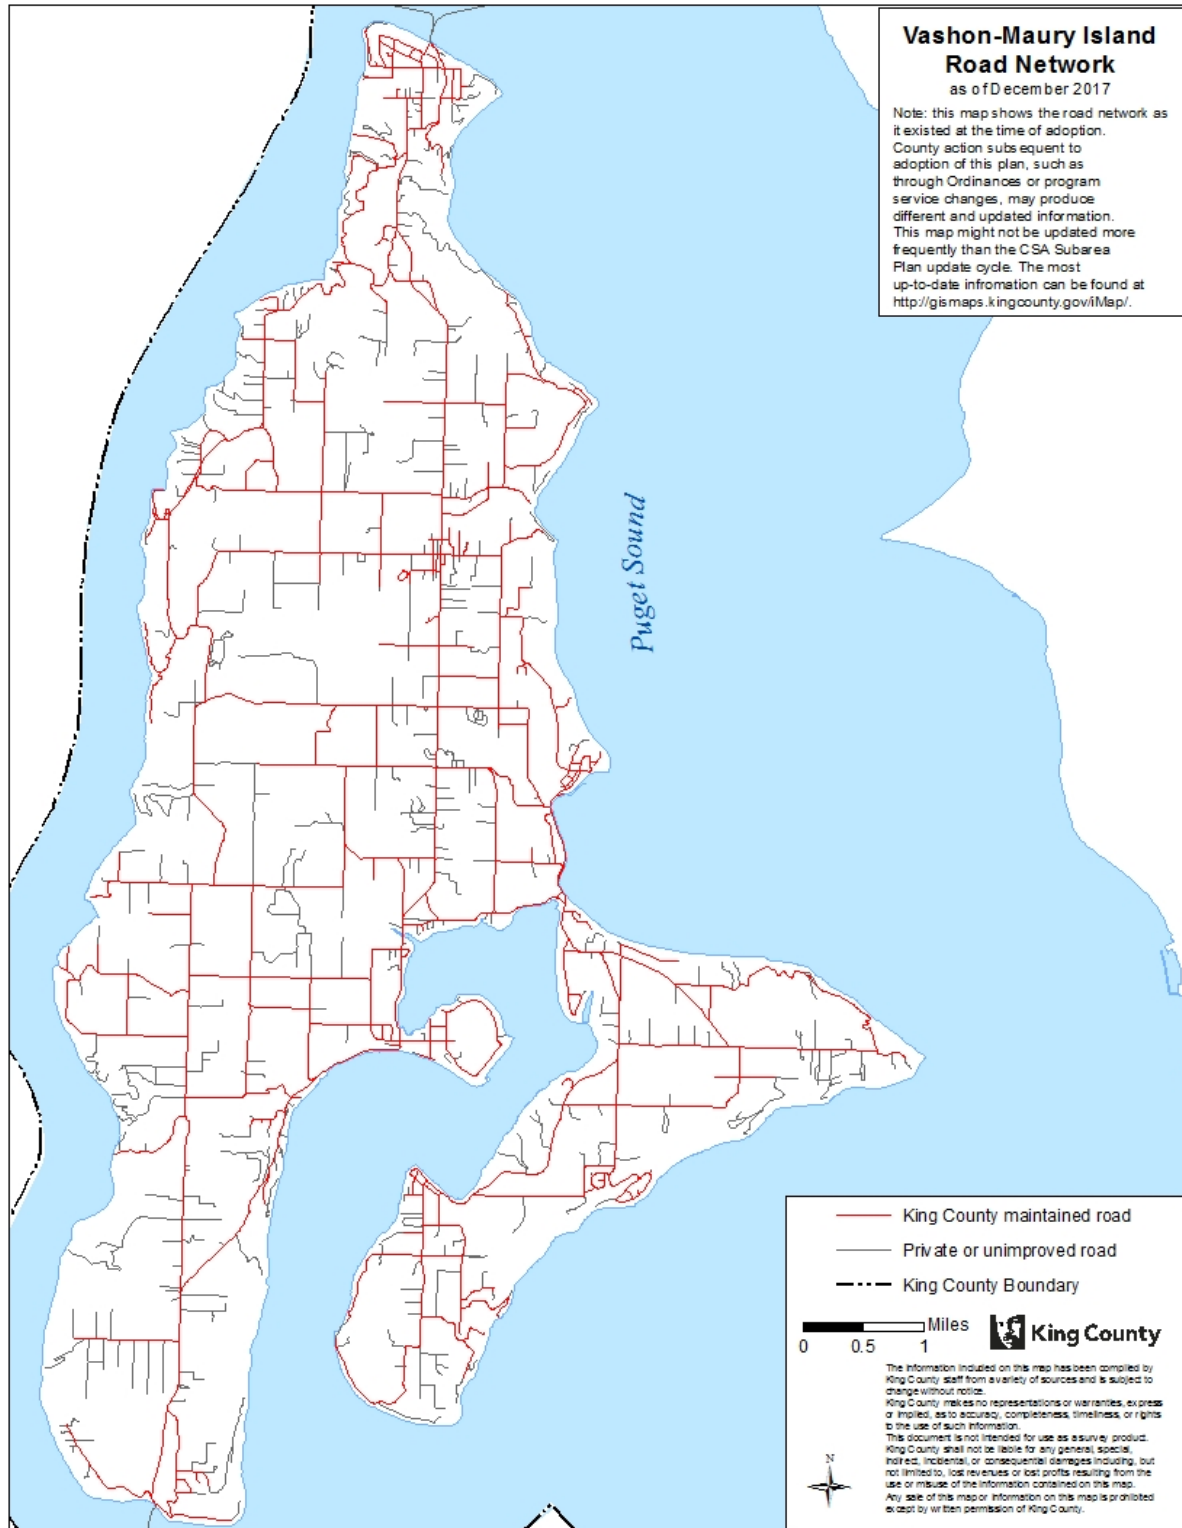 Vashon-Maury Island
Road Network
as of December 2017
Note: this map shows the road network as
it existed at the time of adoption.
County action subsequent to
adoption of this plan, such as
through Ordinances or program
service changes, may produce
different and updated information.
This map might not be updated more
frequently than the CSA Subarea
Plan update cycle. The most
up-to-date infromation can be found at
http://gismaps.kingcounty.gov/iMap/.
Puget Sound
King County maintained road
Private or unimproved road
King County Boundary
Miles
0 0.5 1
King County
The information included on this map has been compiled by
King County staff from a variety of sources and is subject to
change without notice.
King County makes no representations or warranties, express
or implied, as to accuracy, completeness, timeliness, or rights
to the use of such information.
This document is not intended for use as a survey product.
King County shall not be liable for any general, special,
indirect, incidental, or consequential damages including, but
not limited to, lost revenues or lost profits resulting from the
use or misuse of the information contained on this map.
Any sale of this map or information on this map is prohibited
except by written permission of King County.
N